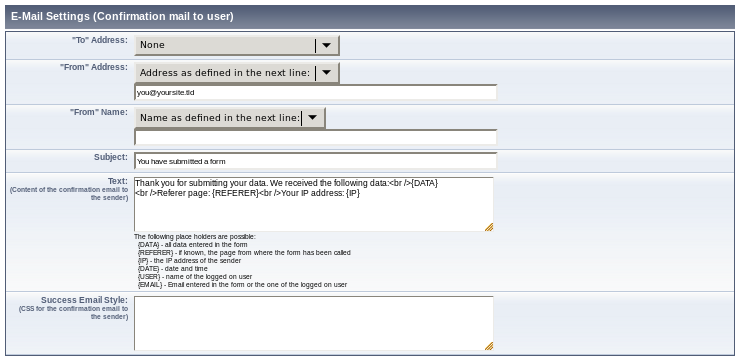 E-Mail Settings (Confirmation mail to user)
"To" Address:
None
"From" Address:
Address as defined in the next line:
you@yoursite.tld
"From" Name:
Name as defined in the next line:
Subject:
You have submitted a form
Text:
(Content of the confirmation email to
the sender)
Thank you for submitting your data. We received the following data:<br />{DATA}
<br />Referer page: {REFERER}<br />Your IP address: {IP}
The following place holders are possible:
{DATA} - all data entered in the form
{REFERER} - if known, the page from where the form has been called
{IP} - the IP address of the sender
{DATE} - date and time
{USER} - name of the logged on user
{EMAIL} - Email entered in the form or the one of the logged on user
Success Email Style:
(CSS for the confirmation email to
the sender)